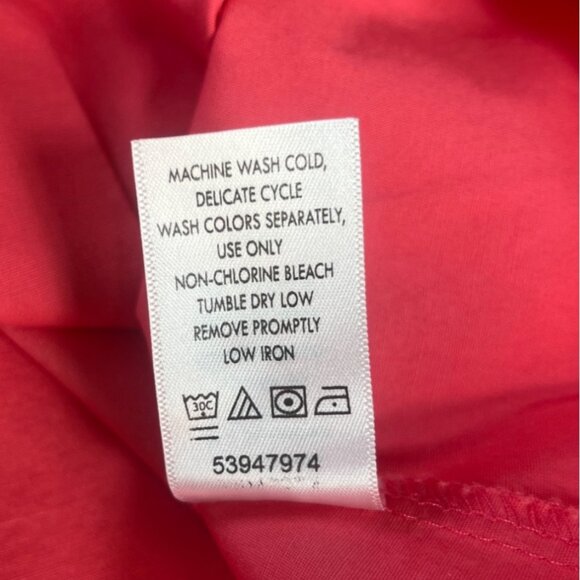 MACHINE WASH COLD,
DELICATE CYCLE
WASH COLORS SEPARATELY,
USE ONLY
NON-CHLORINE BLEACH
TUMBLE DRY LOW
REMOVE PROMPTLY
LOW IRON
30C
53947974